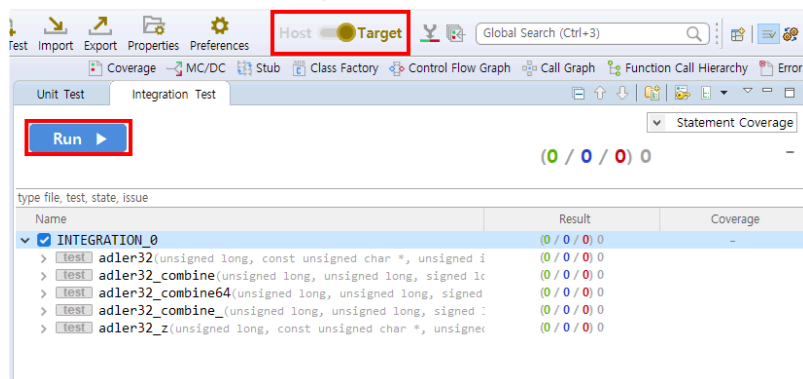 Test Import Export Properties Preferences Host Target Global Search (Ctrl+3)
Coverage MC/DC Stub Class Factory Control Flow Graph Call Graph Function Call Hierarchy Error
Unit Test Integration Test
Statement Coverage
Run
(0 / 0 / 0) 0 –
type file, test, state, issue
Name Result Coverage
INTEGRATION_0 (0 / 0 / 0) 0 –
test adler32(unsigned long, const unsigned char *, unsigned i (0 / 0 / 0) 0
test adler32_combine(unsigned long, unsigned long, signed lo (0 / 0 / 0) 0
test adler32_combine64(unsigned long, unsigned long, signed (0 / 0 / 0) 0
test adler32_combine_(unsigned long, unsigned long, signed (0 / 0 / 0) 0
test adler32_z(unsigned long, const unsigned char *, unsigned (0 / 0 / 0) 0